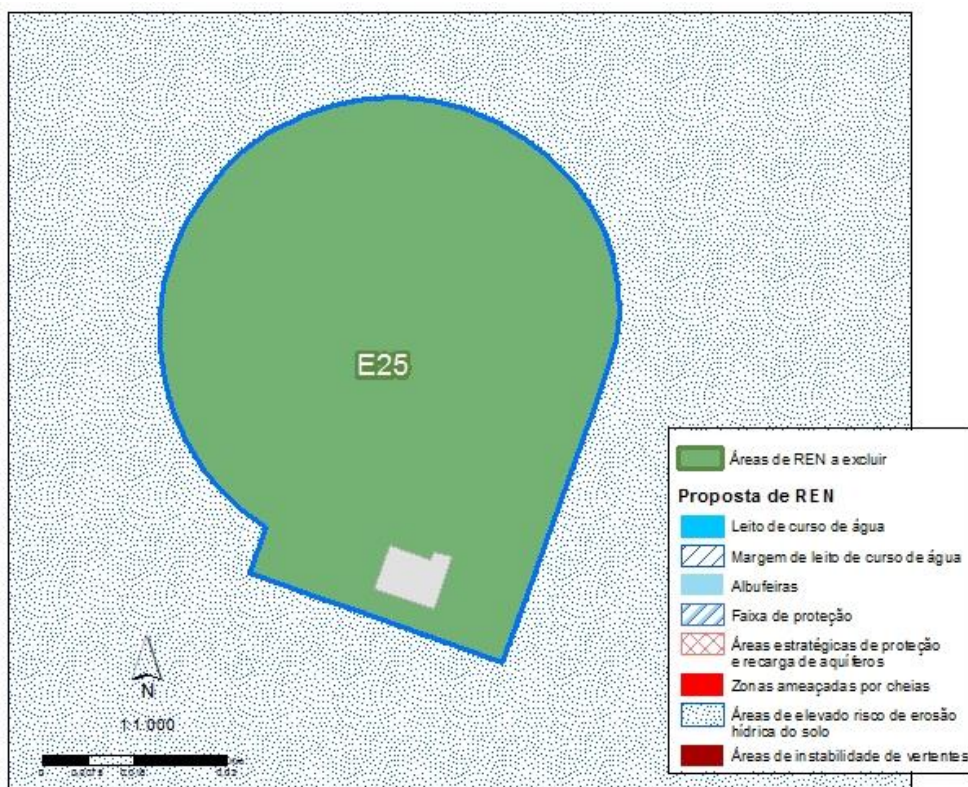 E25
Áreas de REN a excluir
Proposta de REN
Leito de curso de água
Margem de leito de curso de água
Albufeiras
Faixa de proteção
Áreas estratégicas de proteção
e recarga de aquíferos
Zonas ameaçadas por cheias
Áreas de elevado risco de erosão
hídrica do solo
Áreas de instabilidade de vertentes
N
1:1.000
0